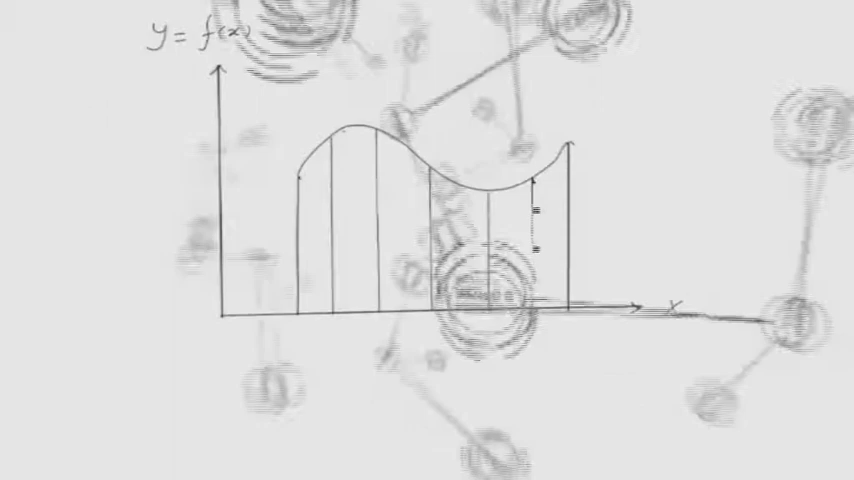 y = f(x)
x